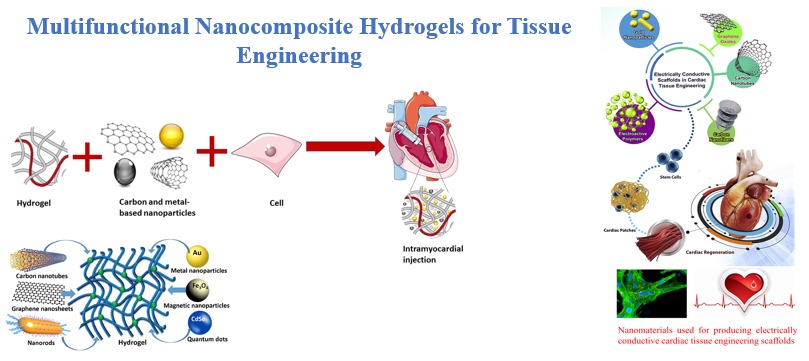 Multifunctional Nanocomposite Hydrogels for Tissue
Engineering
Hydrogel
Carbon and metal-
based nanoparticles
Cell
Intramyocardial
injection
Carbon nanotubes
Graphene nanosheets
Nanorods
Hydrogel
Au
Metal nanoparticles
Fe3O4
Magnetic nanoparticles
CdSe
Quantum dots
Gold
Nanoparticles
Graphene
Oxides
Electrically Conductive
Scaffolds in Cardiac
Tissue Engineering
Carbon
Nanotubes
Electroactive
Polymers
Carbon
Nanofibers
Stem Cells
Cardiac Patches
Cardiac Regeneration
Nanomaterials used for producing electrically
conductive cardiac tissue engineering scaffolds